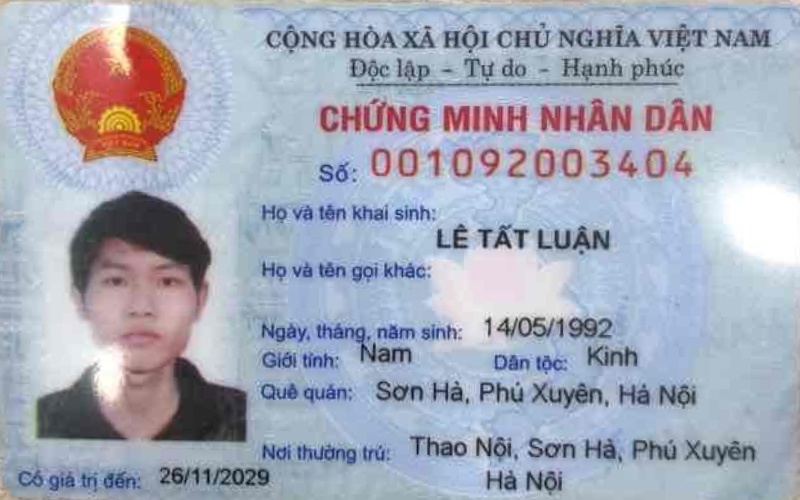 CỘNG HÒA XÃ HỘI CHỦ NGHĨA VIỆT NAM
Độc lập - Tự do - Hạnh phúc
CHỨNG MINH NHÂN DÂN
Số: 001092003404
Họ và tên khai sinh:
LÊ TẤT LUẬN
Họ và tên gọi khác:
Ngày, tháng, năm sinh: 14/05/1992
Giới tính: Nam Dân tộc: Kinh
Quê quán: Sơn Hà, Phú Xuyên, Hà Nội
Nơi thường trú: Thao Nội, Sơn Hà, Phú Xuyên
Hà Nội
Có giá trị đến: 26/11/2029